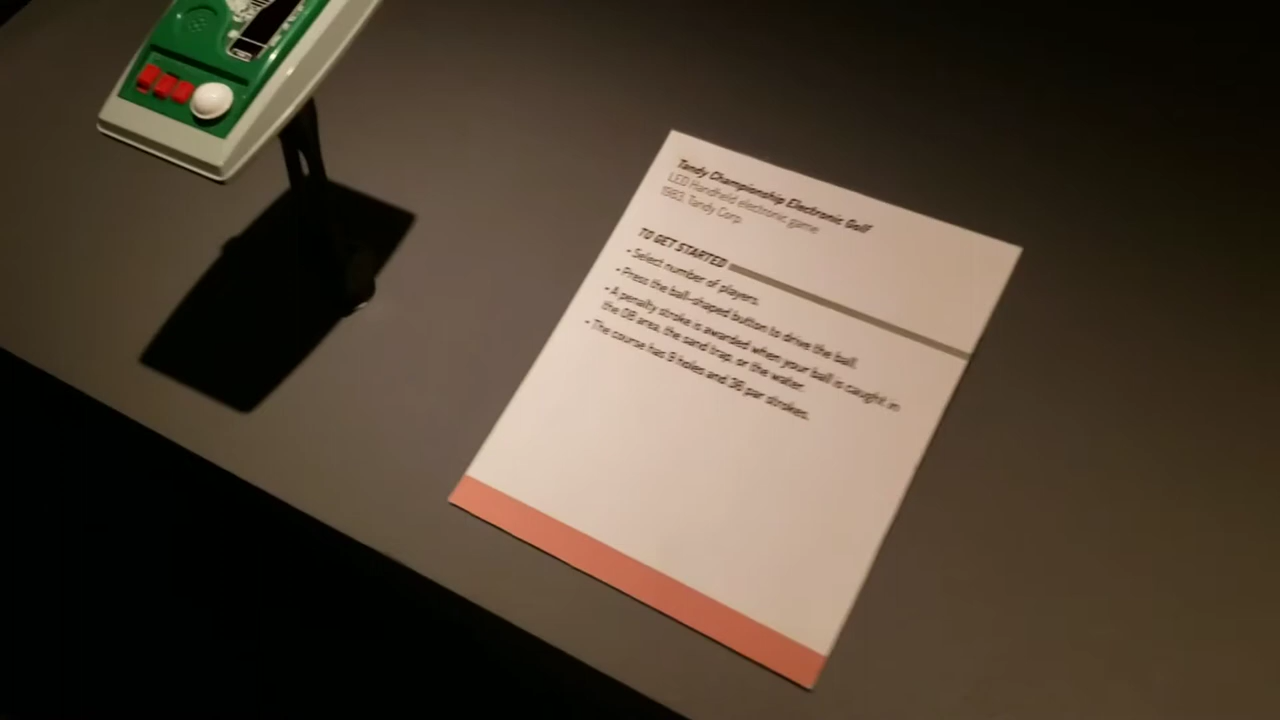 Tandy Championship Electronic Golf
LED Handheld electronic game
1983, Tandy Corp
TO GET STARTED
• Select number of players.
• Press the ball-shaped button to drive the ball.
• A penalty stroke is awarded when your ball is caught in
the OB area, the sand trap, or the water.
• The course has 9 holes and 36 par strokes.